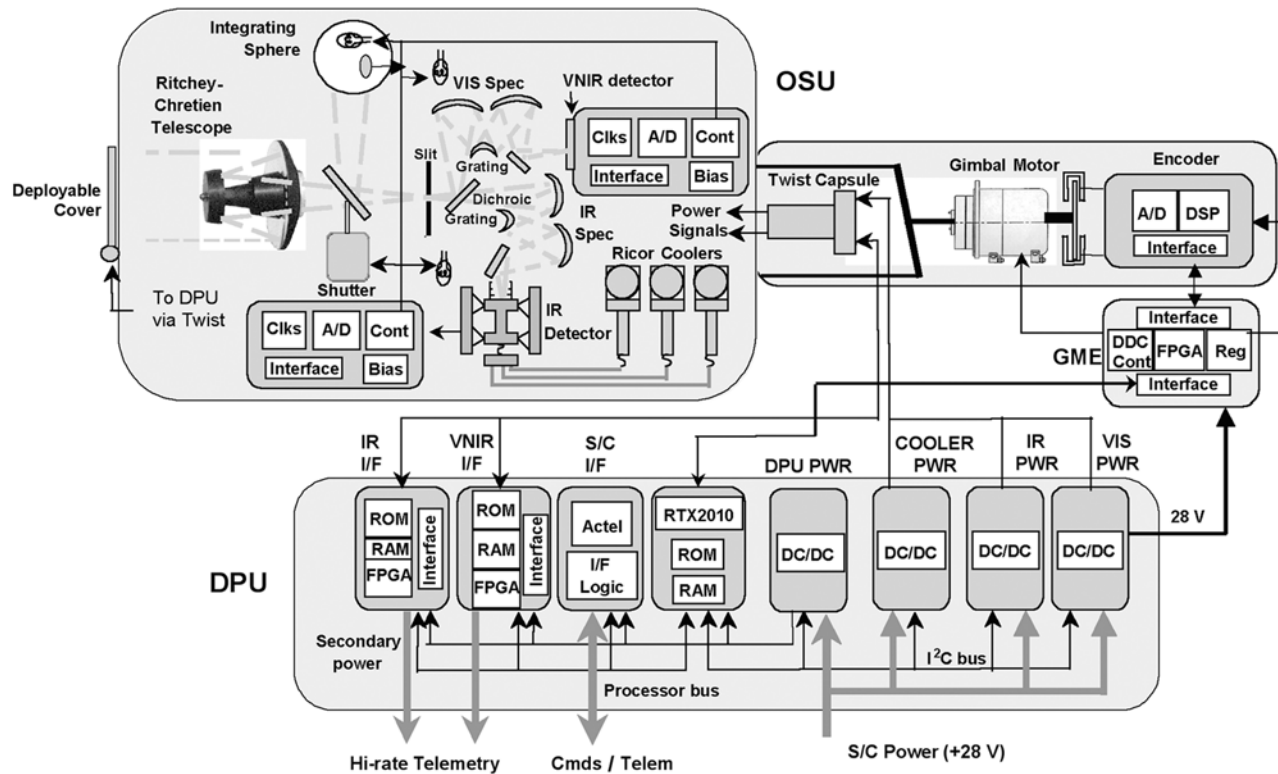 Integrating
Sphere
Ritchey-
Chretien
Telescope
VIS Spec
VNIR detector
OSU
Clks
A/D
Cont
Interface
Bias
Slit
Grating
Dichroic
Grating
IR
Spec
Deployable
Cover
Power
Signals
Twist Capsule
Gimbal Motor
Encoder
A/D
DSP
Interface
Ricor Coolers
Shutter
IR
Detector
To DPU
via Twist
Clks
A/D
Cont
Interface
Bias
GME
Interface
DDC
Cont
FPGA
Reg
Interface
IR
I/F
VNIR
I/F
S/C
I/F
DPU PWR
COOLER
PWR
IR
PWR
VIS
PWR
28 V
DPU
ROM
RAM
FPGA
Interface
ROM
RAM
FPGA
Interface
Actel
I/F
Logic
RTX2010
ROM
RAM
DC/DC
DC/DC
DC/DC
DC/DC
Secondary
power
I²C bus
Processor bus
Hi-rate Telemetry
Cmds / Telem
S/C Power (+28 V)